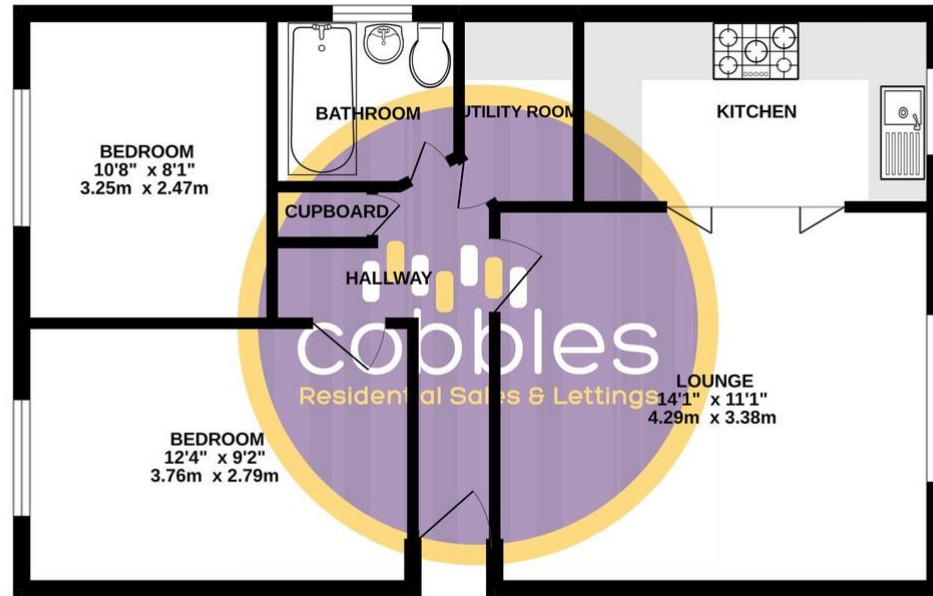 BATHROOM
UTILITY ROOM
KITCHEN
BEDROOM
10'8" x 8'1"
3.25m x 2.47m
CUPBOARD
HALLWAY
cobbles
Residential Sales & Lettings
LOUNGE
14'1" x 11'1"
4.29m x 3.38m
BEDROOM
12'4" x 9'2"
3.76m x 2.79m